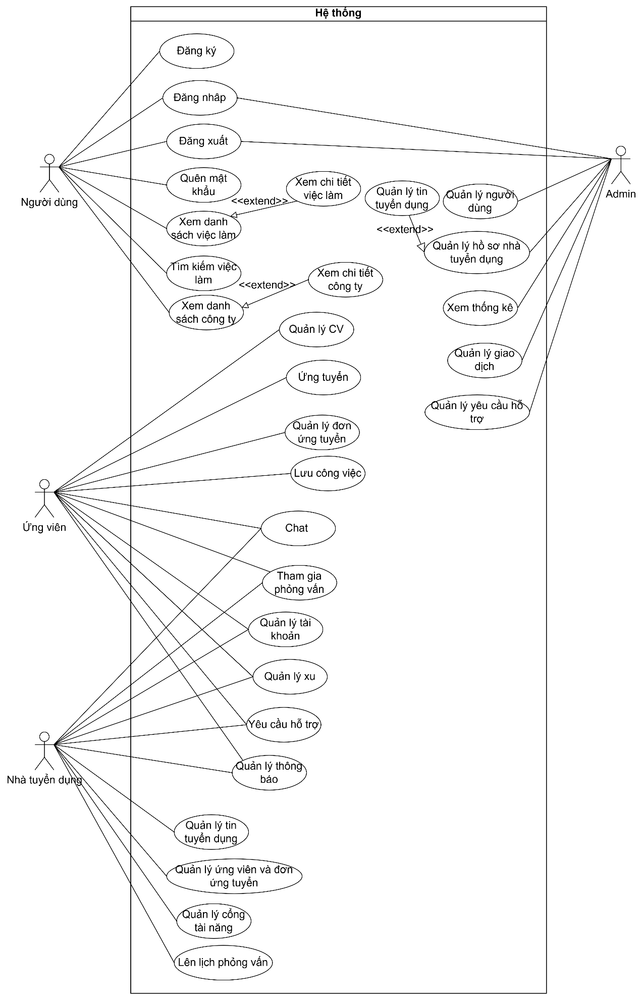 Hệ thống
Đăng ký
Đăng nhâp
Đăng xuất
Quên mật
khẩu
Xem chi tiết
việc làm
<<extend>>
Xem danh
sách việc làm
Tìm kiếm việc
làm
Xem chi tiết
công ty
<<extend>>
Xem danh
sách công ty
Người dùng
Quản lý tin
tuyển dụng
<<extend>>
Quản lý người
dùng
Quản lý hồ sơ nhà
tuyển dụng
Xem thống kê
Quản lý giao
dịch
Quản lý yêu cầu hỗ
trợ
Admin
Quản lý CV
Ứng tuyển
Quản lý đơn
ứng tuyển
Lưu công việc
Ứng viên
Chat
Tham gia
phỏng vấn
Quản lý tài
khoản
Quản lý xu
Yêu cầu hỗ trợ
Quản lý thông
báo
Nhà tuyển dụng
Quản lý tin
tuyển dụng
Quản lý ứng viên và đơn
ứng tuyển
Quản lý cổng
tài năng
Lên lịch phỏng vấn